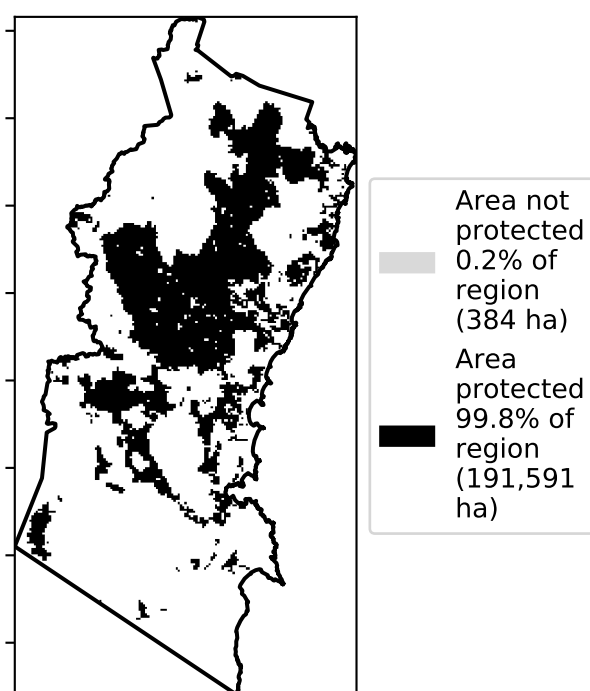 Area not
protected
0.2% of
region
(384 ha)
Area
protected
99.8% of
region
(191,591
ha)